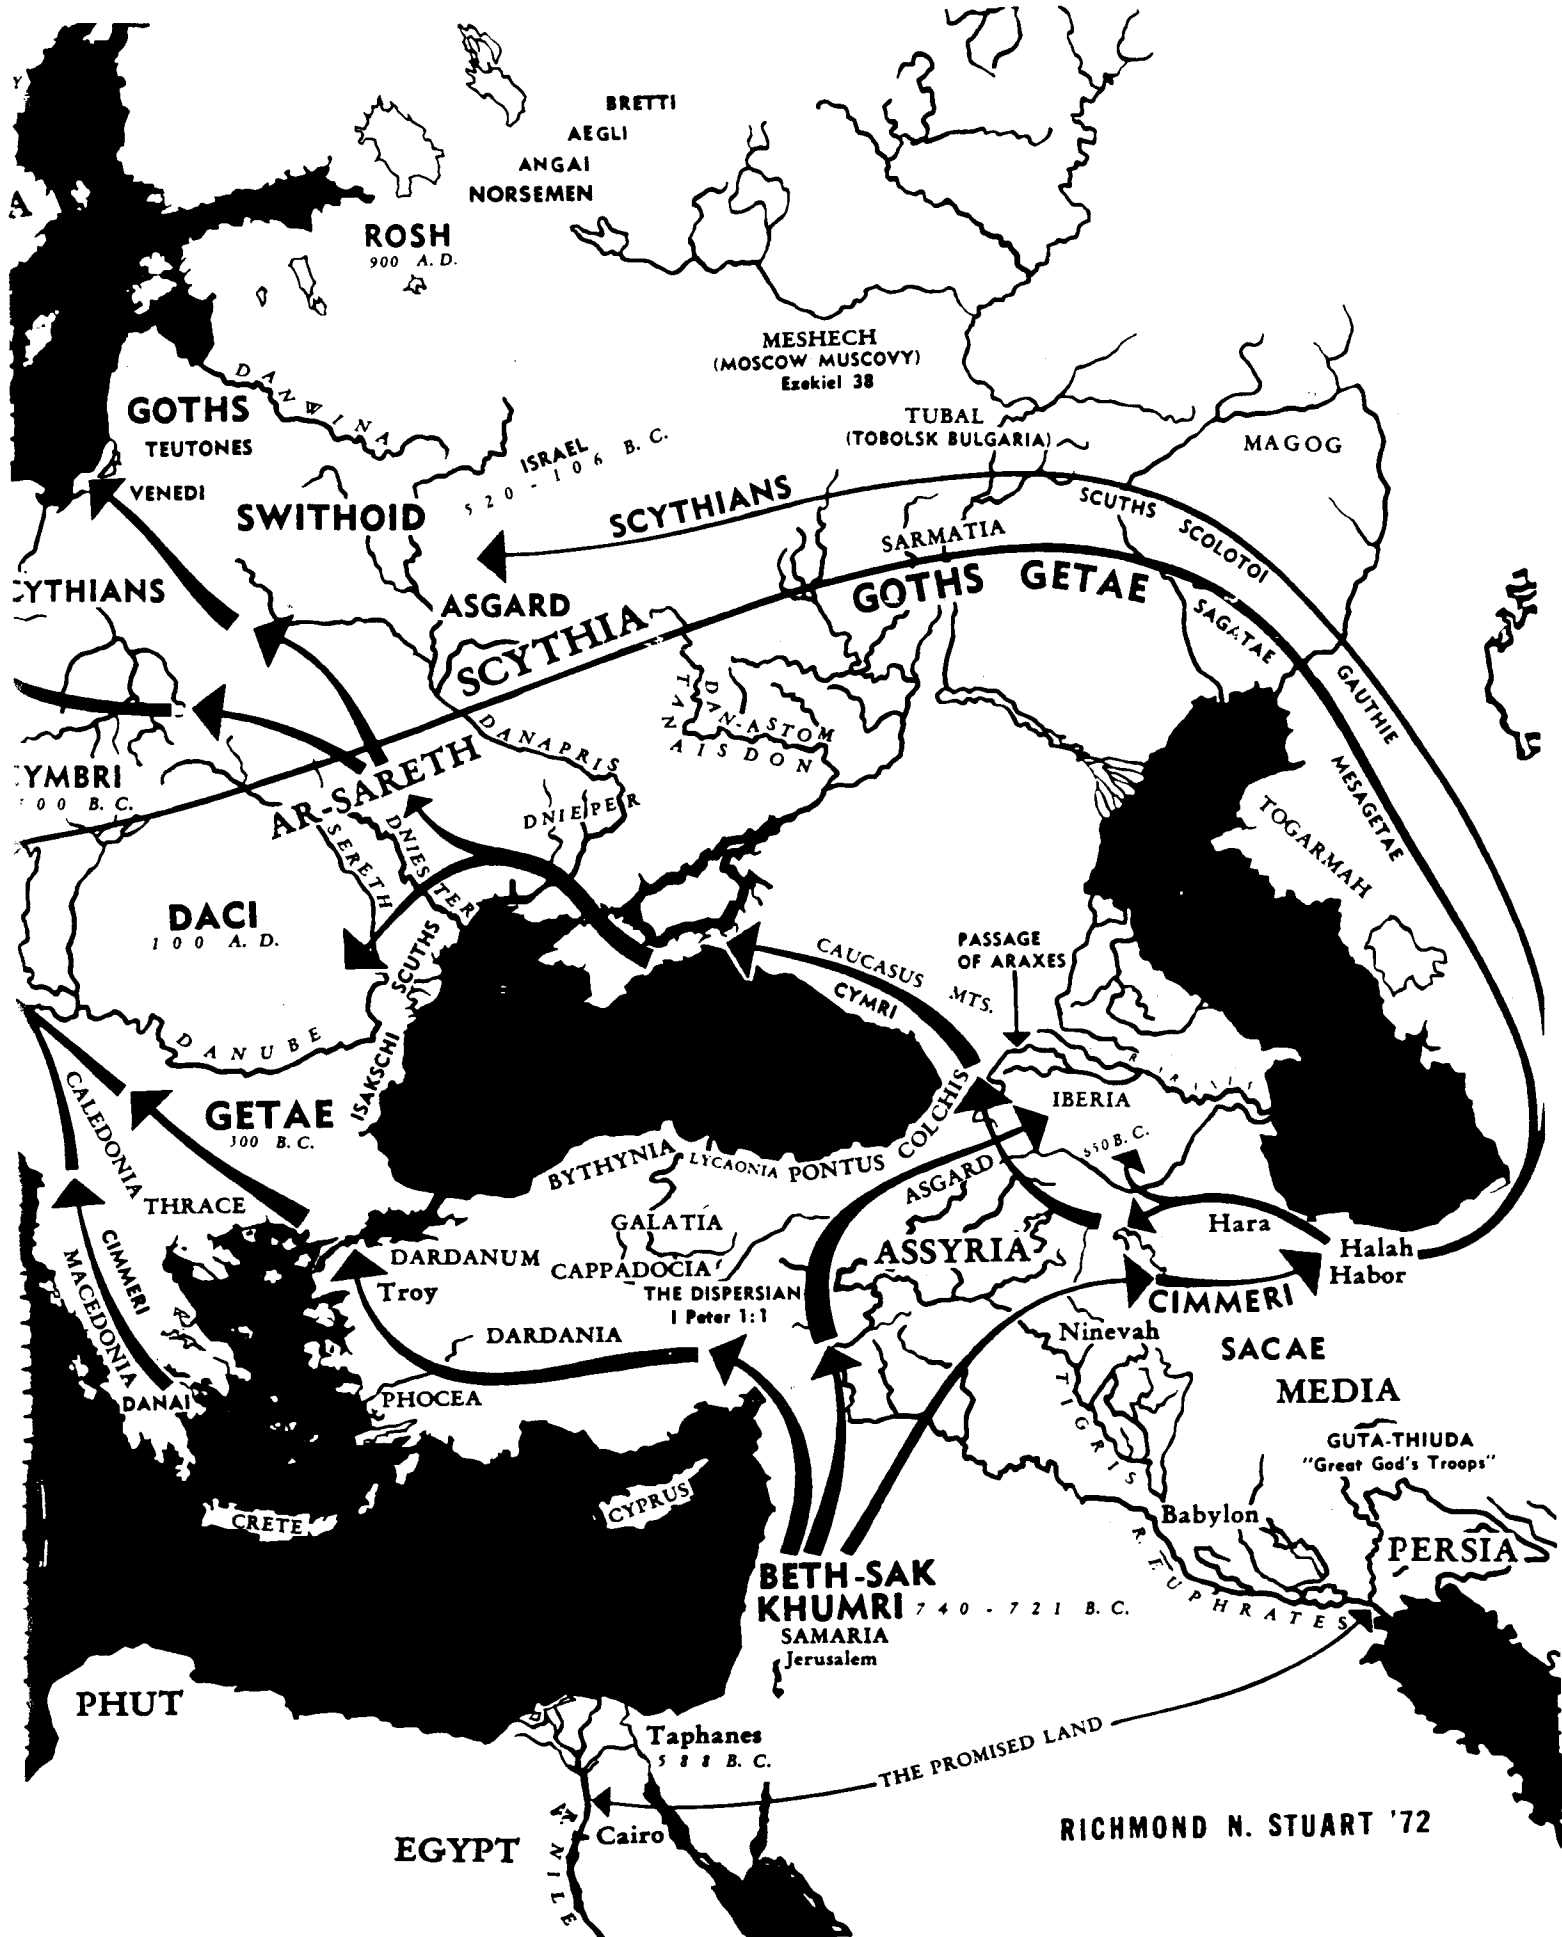 Y
BRETTI
AEGLI
ANGAI
NORSEMEN
A
ROSH
900 A.D.
MESHECH
(MOSCOW MUSCOVY)
Ezekiel 38
DANWINA
GOTHS
TEUTONES
VENEDI
TUBAL
(TOBOLSK BULGARIA)
MAGOG
ISRAEL
520-106 B.C.
SWITHOID
SCYTHIANS
SCUTHS
SCOLOTOI
SARMATIA
GOTHS GETAE
SAGATAE
GAUTHIE
MESAGETAE
CYTHIANS
ASGARD
SCYTHIA
TANAISDON
DAN-ASTOM
DANAPRIS
YMBRI
00 B.C.
AR-SARETH
DNIEPER
SERETH
DNIESTER
TOGARMAH
DACI
100 A.D.
SCUTHS
CAUCASUS MTS.
CYMRI
PASSAGE
OF ARAXES
DANUBE
ISAKSCHI
CALEDONIA
GETAE
300 B.C.
COLCHIS
IBERIA
BYTHYNIA
LYCAONIA
PONTUS
ASGARD
THRACE
GALATIA
Hara
CIMMERI
MACEDONIA
DARDANUM
Troy
CAPPADOCIA
ASSYRIA
Halah
Habor
THE DISPERSIAN
I Peter 1:1
CIMMERI
DARDANIA
Ninevah
SACAE
MEDIA
DANAI
PHOCEA
TIGRIS
GUTA-THIUDA
"Great God's Troops"
CRETE
CYPRUS
Babylon
PERSIA
R. EUPHRATES
BETH-SAK
KHUMRI 740-721 B.C.
SAMARIA
Jerusalem
PHUT
Taphanes
588 B.C.
THE PROMISED LAND
EGYPT
Cairo
R. NILE
RICHMOND N. STUART '72